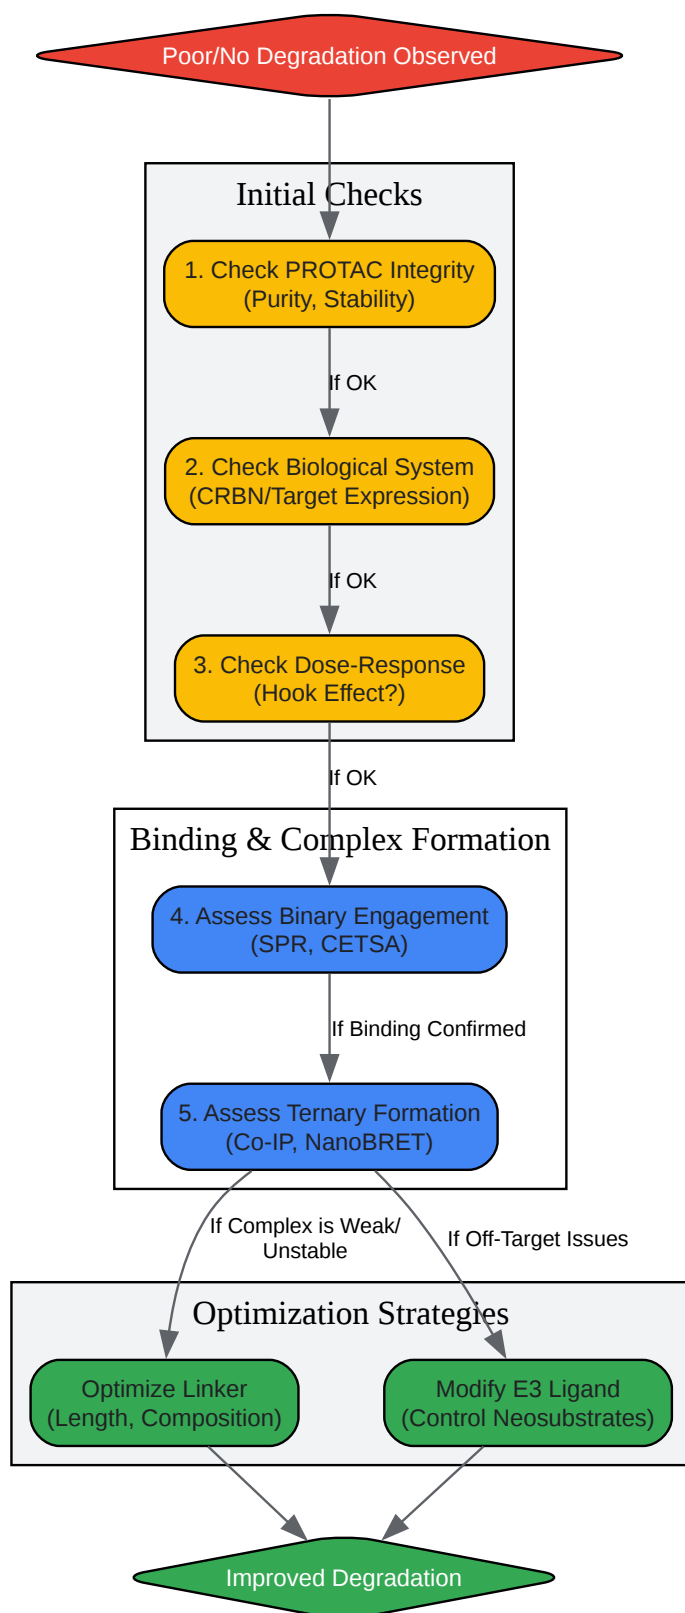 Poor/No Degradation Observed
Initial Checks
1. Check PROTAC Integrity
(Purity, Stability)
If OK
2. Check Biological System
(CRBN/Target Expression)
If OK
3. Check Dose-Response
(Hook Effect?)
If OK
Binding & Complex Formation
4. Assess Binary Engagement
(SPR, CETSA)
If Binding Confirmed
5. Assess Ternary Formation
(Co-IP, NanoBRET)
If Complex is Weak/
Unstable
If Off-Target Issues
Optimization Strategies
Optimize Linker
(Length, Composition)
Modify E3 Ligand
(Control Neosubstrates)
Improved Degradation